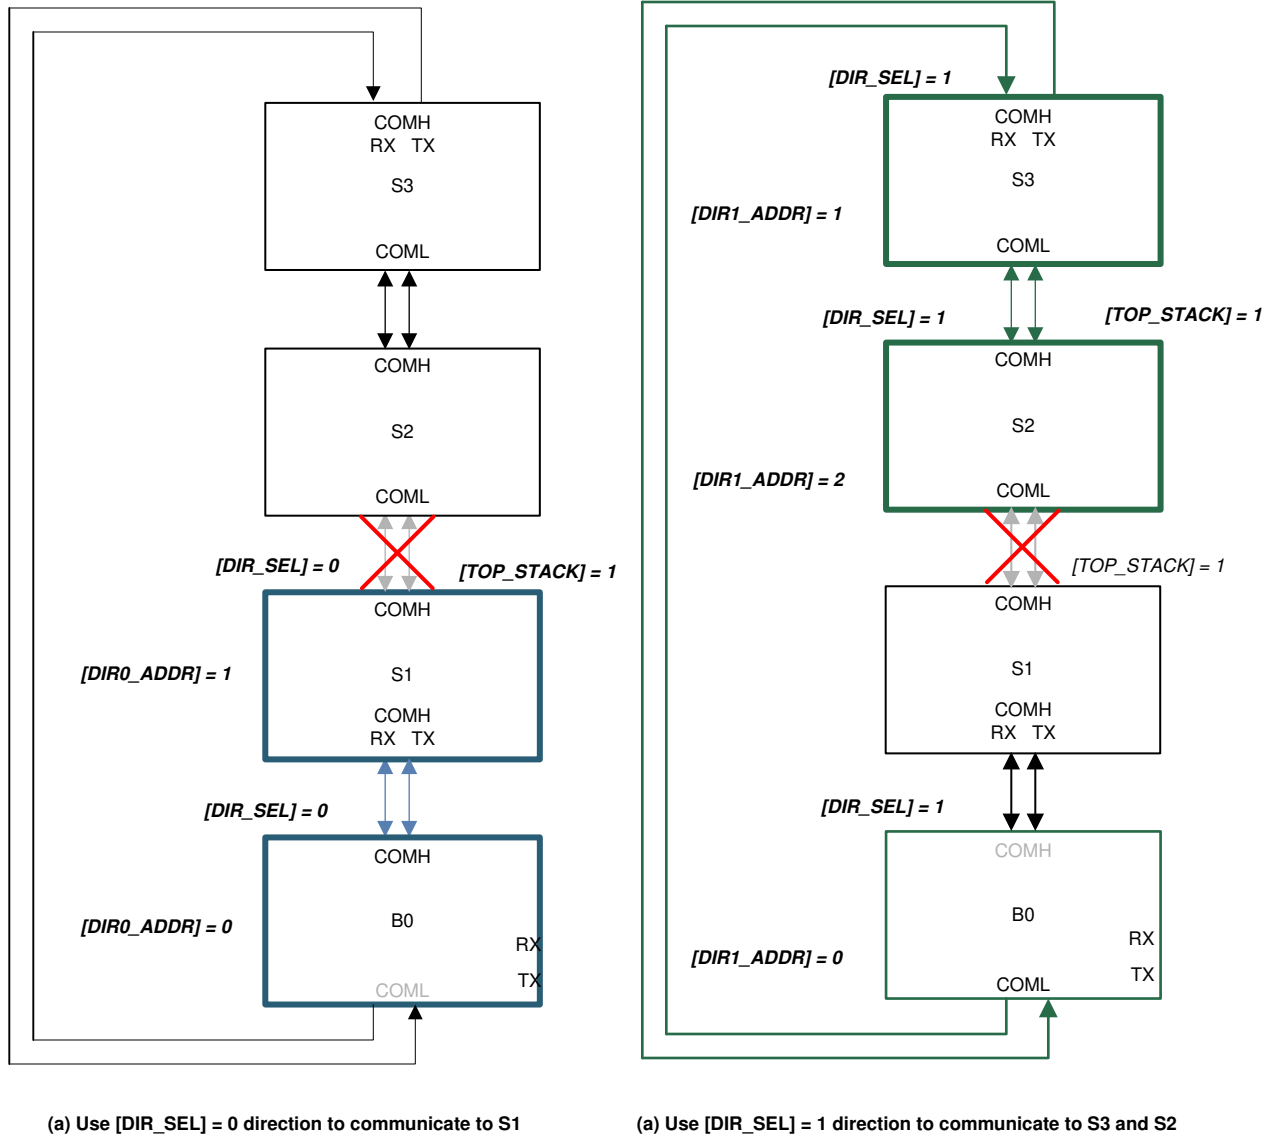 COMH
RX TX
S3
COML
COMH
S2
COML
[DIR_SEL] = 0
[TOP_STACK] = 1
COMH
[DIR0_ADDR] = 1
S1
COMH
RX TX
[DIR_SEL] = 0
COMH
[DIR0_ADDR] = 0
B0
RX
TX
COML
(a) Use [DIR_SEL] = 0 direction to communicate to S1
[DIR_SEL] = 1
COMH
RX TX
S3
[DIR1_ADDR] = 1
COML
[DIR_SEL] = 1
[TOP_STACK] = 1
COMH
S2
[DIR1_ADDR] = 2
COML
[TOP_STACK] = 1
COMH
S1
COMH
RX TX
[DIR_SEL] = 1
COMH
B0
RX
[DIR1_ADDR] = 0
TX
COML
(a) Use [DIR_SEL] = 1 direction to communicate to S3 and S2